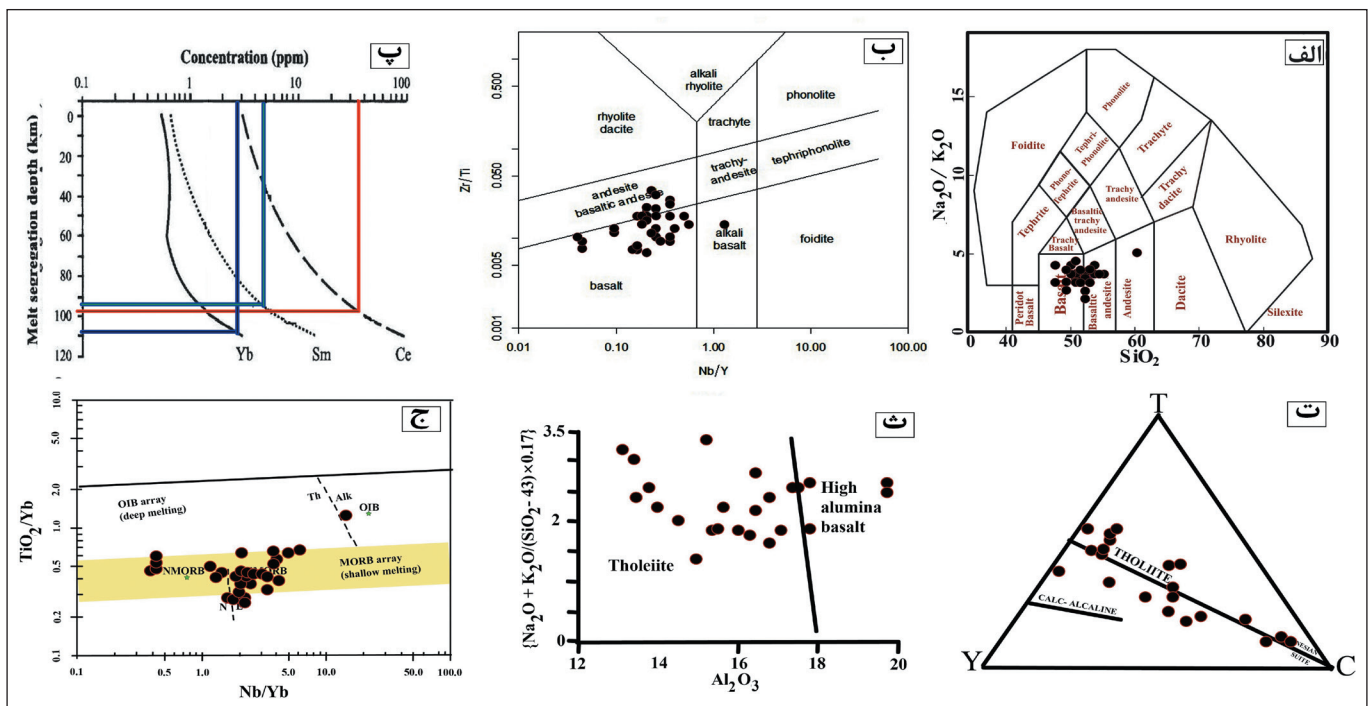 پ
Concentration (ppm)
0.1 1 10 100
Melt segregation depth (km)
0
20
40
60
80
100
120
Yb Sm Ce
ب
Zr/Ti
0.500
0.050
0.005
0.001
alkali
rhyolite
rhyolite
dacite
trachyte
phonolite
trachy-
andesite
tephriphonolite
andesite
basaltic andesite
alkali
basalt
foidite
basalt
0.01 0.10 1.00 10.00 50.00
Nb/Y
الف
Na2O/ K2O
15
10
5
0
Phonolite
Foidite
Tephri-
Phonolite
Trachyte
Phono-
Tephrite
Trachy
dacite
Tephrite
Trachy
andesite
Basaltic
trachy
andesite
Trachy
Basalt
Rhyolite
Peridot
Basalt
Basalt
Basaltic
andesite
Andesite
Dacite
Silexite
40 50 60 70 80 90
SiO2
ج
TiO2/Yb
10.0
5.0
2.0
1.0
0.5
0.2
0.1
OIB array
(deep melting)
Th Alk
OIB
MORB array
(shallow melting)
NMORB
N
0.1 0.5 1.0 5.0 10.0 50.0 100.0
Nb/Yb
ث
{Na2O + K2O/(SiO2- 43)×0.17}
3.5
2
1
0
Tholeiite
High
alumina
basalt
12 14 16 18 20
Al2O3
ت
T
THOLIITE
CALC- ALCALINE
SUITE
Y C